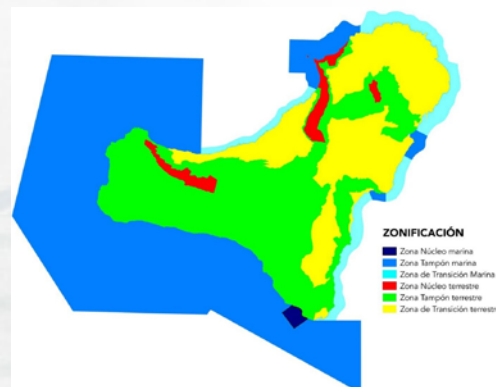 ZONIFICACIÓN
Zona Núcleo marina
Zona Tampón marina
Zona de Transición Marina
Zona Núcleo terrestre
Zona Tampón terrestre
Zona de Transición terrestre